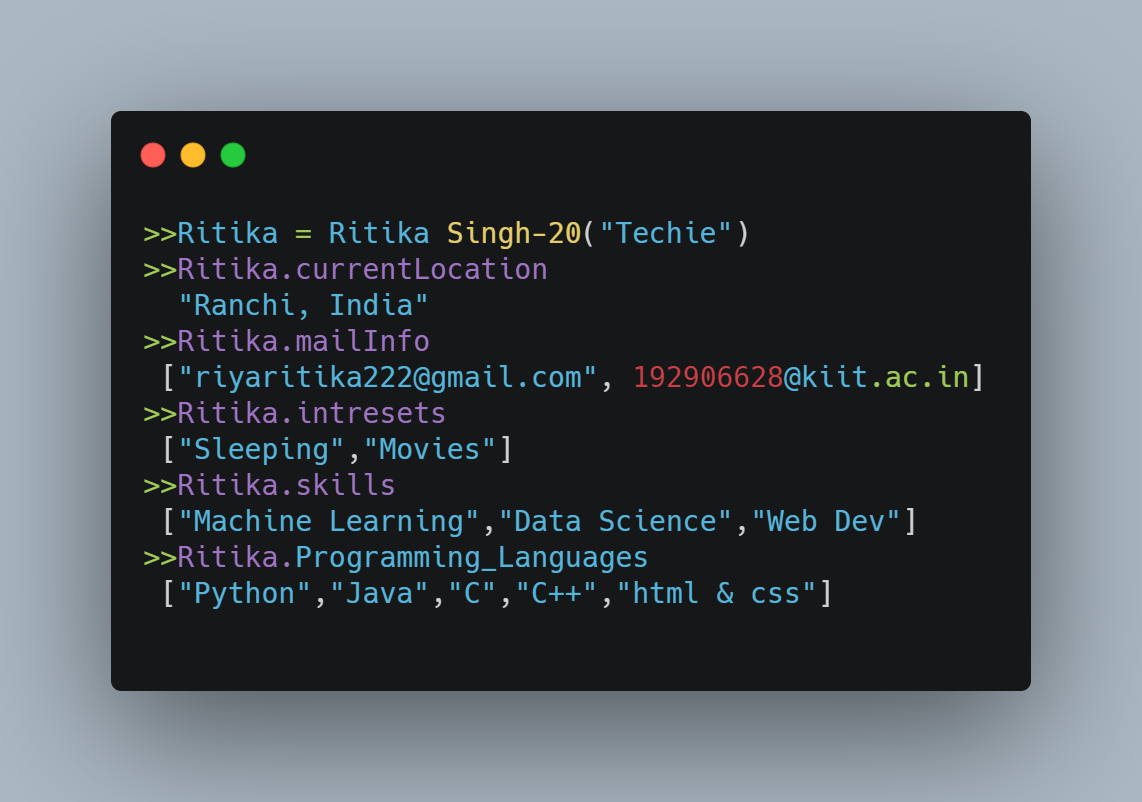 >>Ritika = Ritika Singh-20("Techie")
>>Ritika.currentLocation
"Ranchi, India"
>>Ritika.mailInfo
["riyaritika222@gmail.com", 192906628@kiit.ac.in]
>>Ritika.intresets
["Sleeping","Movies"]
>>Ritika.skills
["Machine Learning","Data Science","Web Dev"]
>>Ritika.Programming_Languages
["Python","Java","C","C++","html & css"]